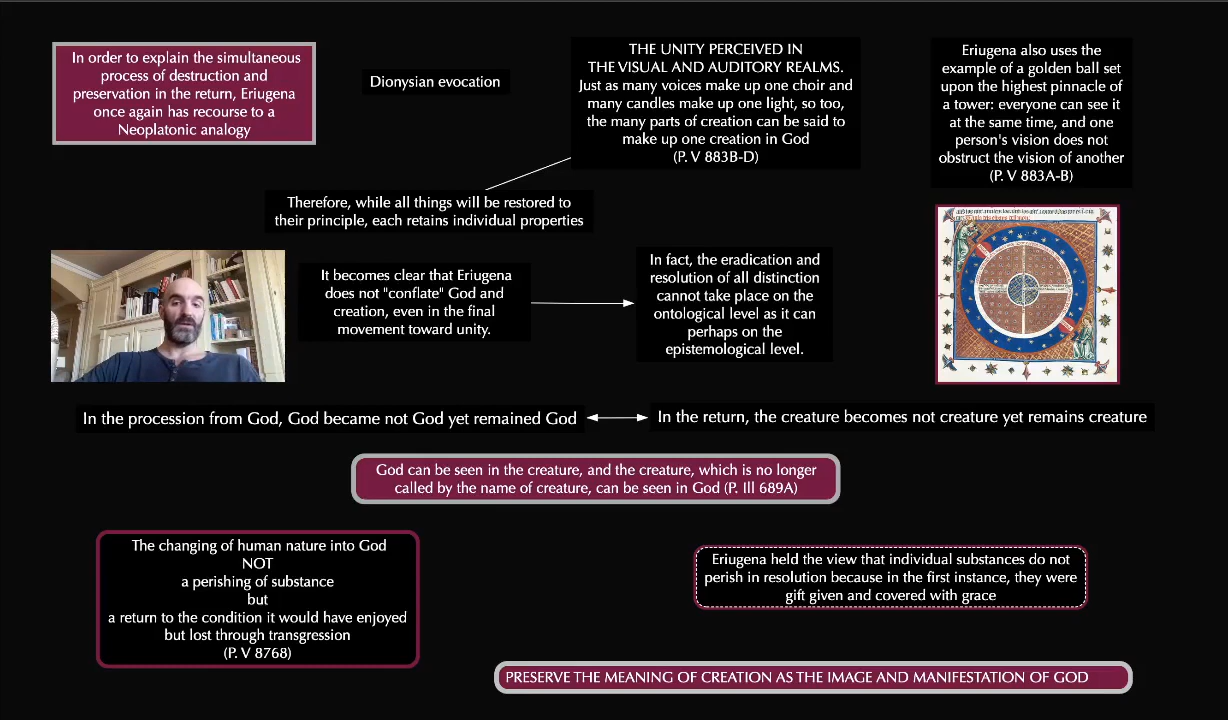 In order to explain the simultaneous
process of destruction and
preservation in the return, Eriugena
once again has recourse to a
Neoplatonic analogy
Dionysian evocation
THE UNITY PERCEIVED IN
THE VISUAL AND AUDITORY REALMS.
Just as many voices make up one choir and
many candles make up one light, so too,
the many parts of creation can be said to
make up one creation in God
(P. V 883B-D)
Eriugena also uses the
example of a golden ball set
upon the highest pinnacle of
a tower: everyone can see it
at the same time, and one
person's vision does not
obstruct the vision of another
(P. V 883A-B)
Therefore, while all things will be restored to
their principle, each retains individual properties
It becomes clear that Eriugena
does not "conflate" God and
creation, even in the final
movement toward unity.
In fact, the eradication and
resolution of all distinction
cannot take place on the
ontological level as it can
perhaps on the
epistemological level.
In the procession from God, God became not God yet remained God
In the return, the creature becomes not creature yet remains creature
God can be seen in the creature, and the creature, which is no longer
called by the name of creature, can be seen in God (P. Ill 689A)
The changing of human nature into God
NOT
a perishing of substance
but
a return to the condition it would have enjoyed
but lost through transgression
(P. V 8768)
Eriugena held the view that individual substances do not
perish in resolution because in the first instance, they were
gift given and covered with grace
PRESERVE THE MEANING OF CREATION AS THE IMAGE AND MANIFESTATION OF GOD